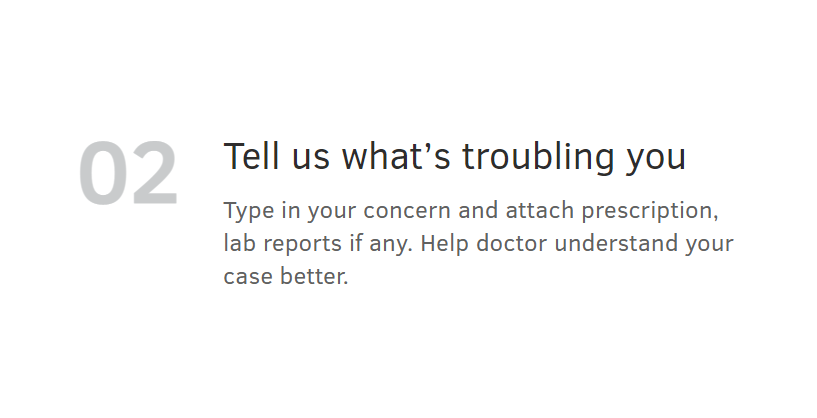 02
Tell us what’s troubling you
Type in your concern and attach prescription,
lab reports if any. Help doctor understand your
case better.